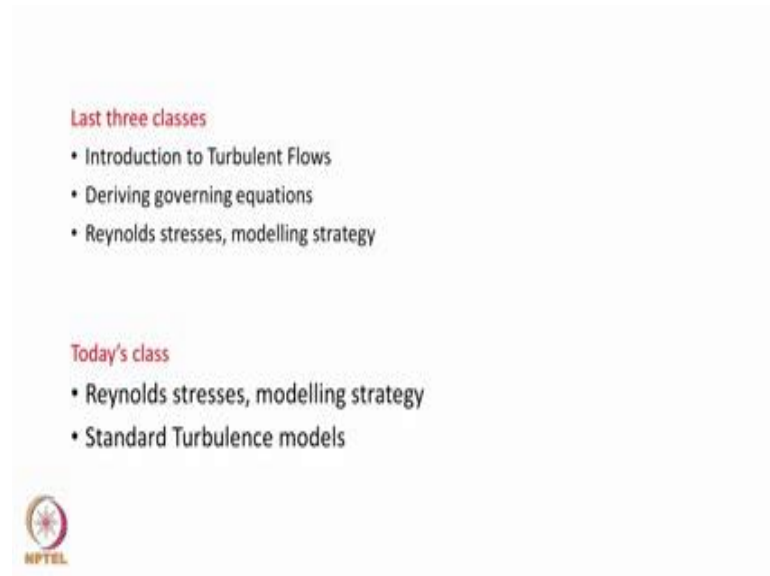 Last three classes
• Introduction to Turbulent Flows
• Deriving governing equations
• Reynolds stresses, modelling strategy
Today's class
• Reynolds stresses, modelling strategy
• Standard Turbulence models
NPTEL